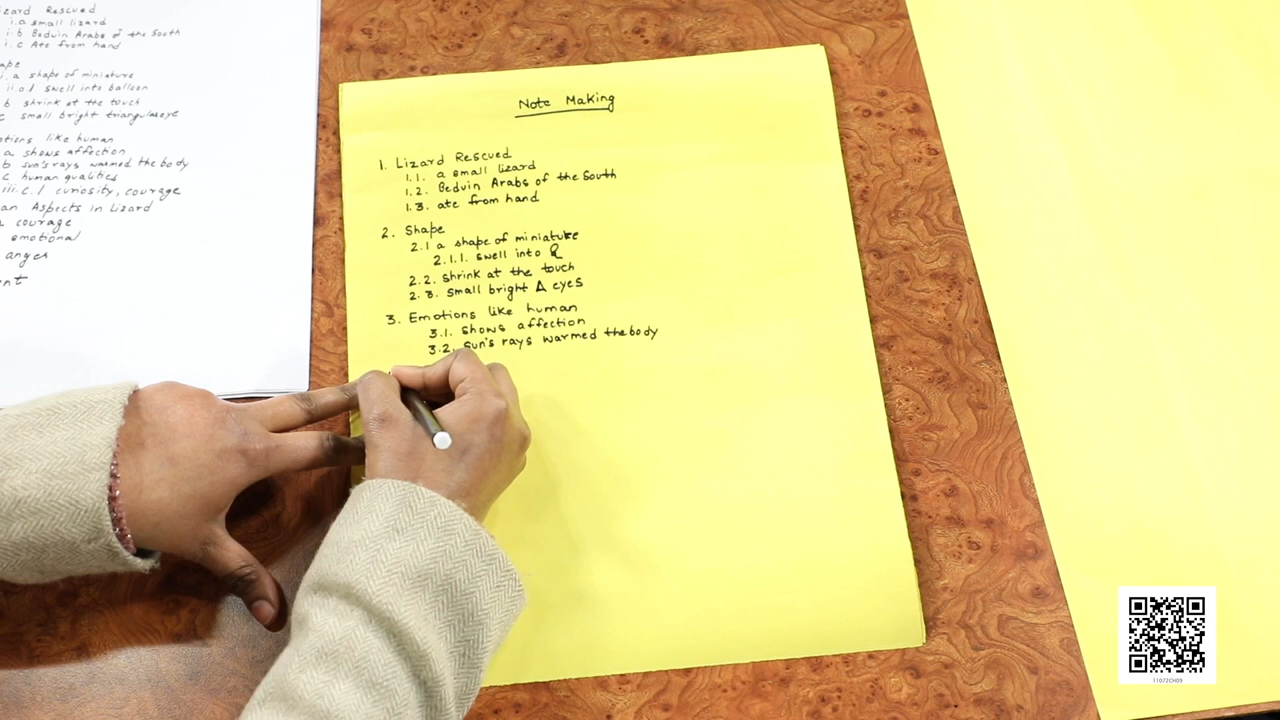 izard Rescued
i.a small lizard
i.b Beduin Arabs of the South
i.c Ate from hand
ape
i.a shape of miniature
ii.a.1 swell into balloon
b shrink at the touch
c small bright triangular eye
otions like human
a shows affection
b sun's rays warmed the body
c human qualities
iii.c.1 curiosity, courage
an Aspects in Lizard
courage
emotional
anger
nt
Note Making
1. Lizard Rescued
1.1. a small lizard
1.2. Beduin Arabs of the South
1.3. ate from hand
2. Shape
2.1 a shape of miniature
2.1.1. swell into
2.2. shrink at the touch
2.3. small bright Δ eyes
3. Emotions like human
3.1. shows affection
3.2. sun's rays warmed the body
11072CH09